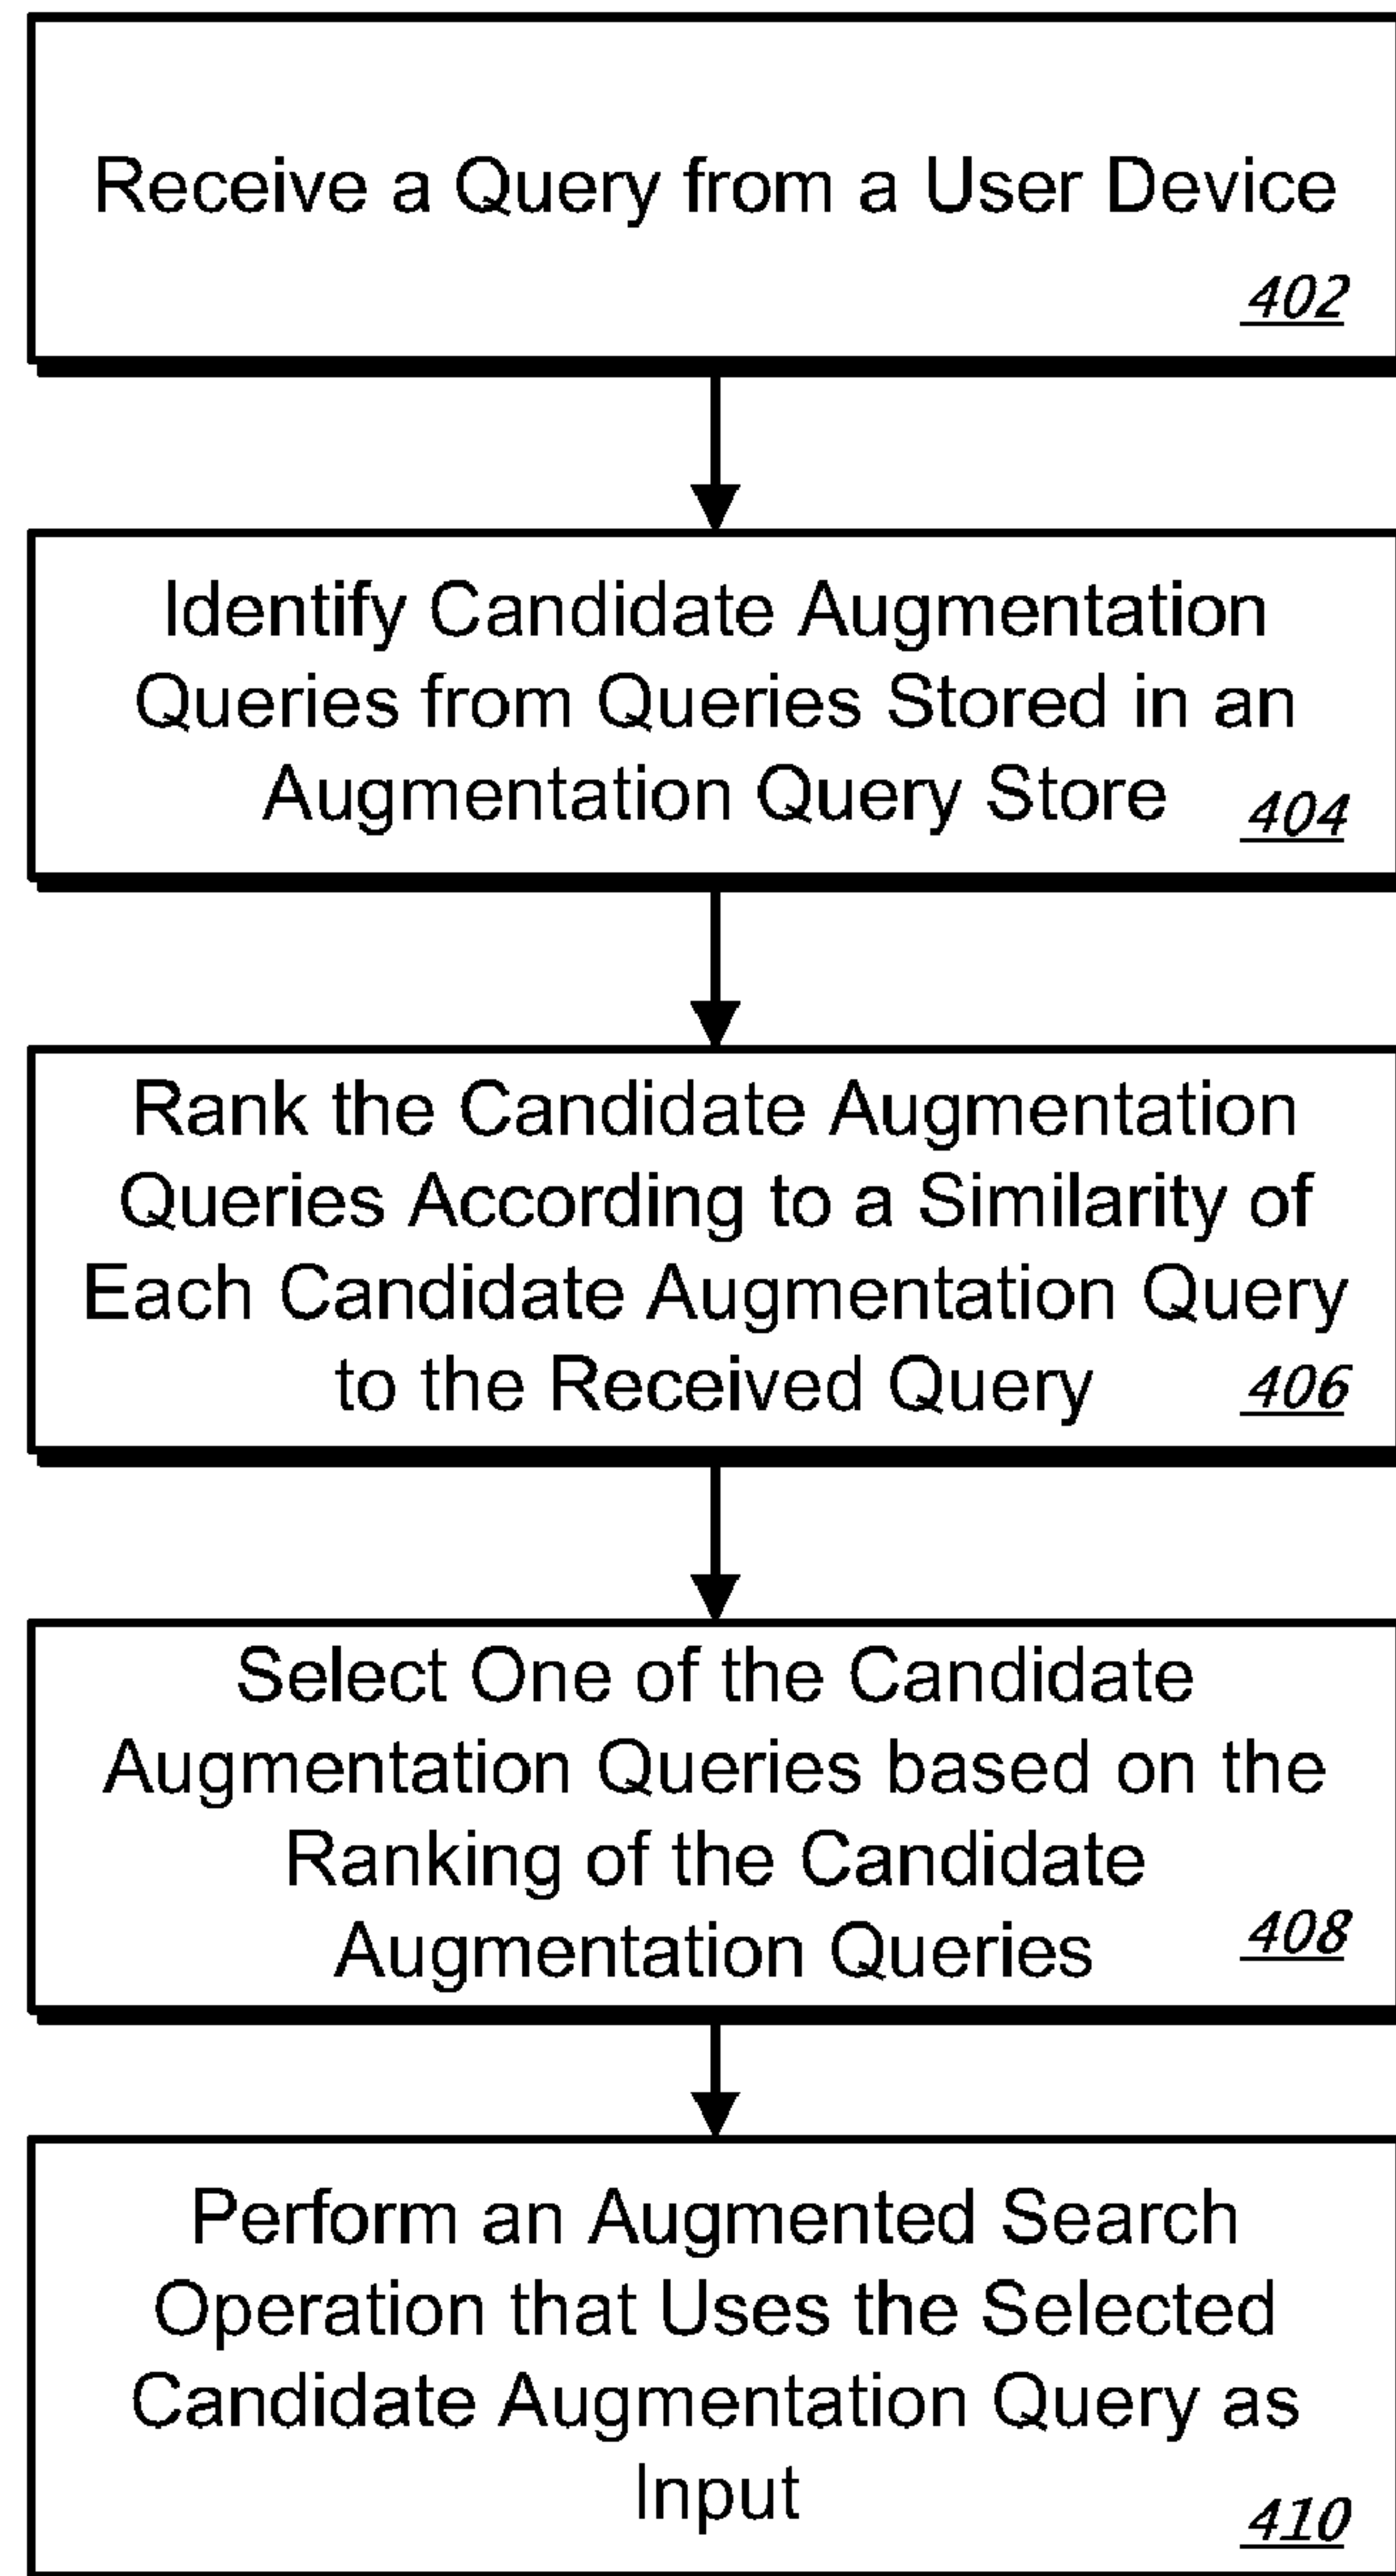 Receive a Query from a User Device
402
Identify Candidate Augmentation
Queries from Queries Stored in an
Augmentation Query Store 404
Rank the Candidate Augmentation
Queries According to a Similarity of
Each Candidate Augmentation Query
to the Received Query 406
Select One of the Candidate
Augmentation Queries based on the
Ranking of the Candidate
Augmentation Queries 408
Perform an Augmented Search
Operation that Uses the Selected
Candidate Augmentation Query as
Input 410